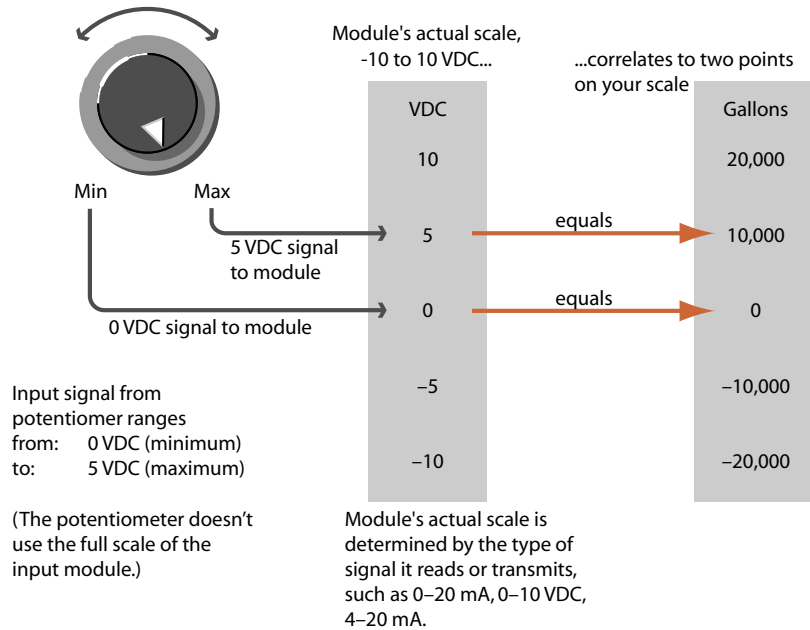 Module's actual scale,
-10 to 10 VDC...
...correlates to two points
on your scale
VDC
Gallons
10
20,000
Min
Max
5 VDC signal
to module
5
equals
10,000
0 VDC signal to module
0
equals
0
–5
–10,000
–10
–20,000
Input signal from
potentiomer ranges
from: 0 VDC (minimum)
to: 5 VDC (maximum)
(The potentiometer doesn't
use the full scale of the
input module.)
Module's actual scale is
determined by the type of
signal it reads or transmits,
such as 0–20 mA, 0–10 VDC,
4–20 mA.